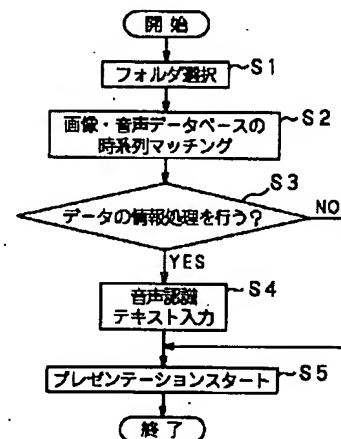 開始
フォルダ選択
S1
画像・音声データベースの
時系列マッチング
S2
データの情報処理を行う?
S3
NO
YES
音声認識
テキスト入力
S4
プレゼンテーションスタート
S5
終了